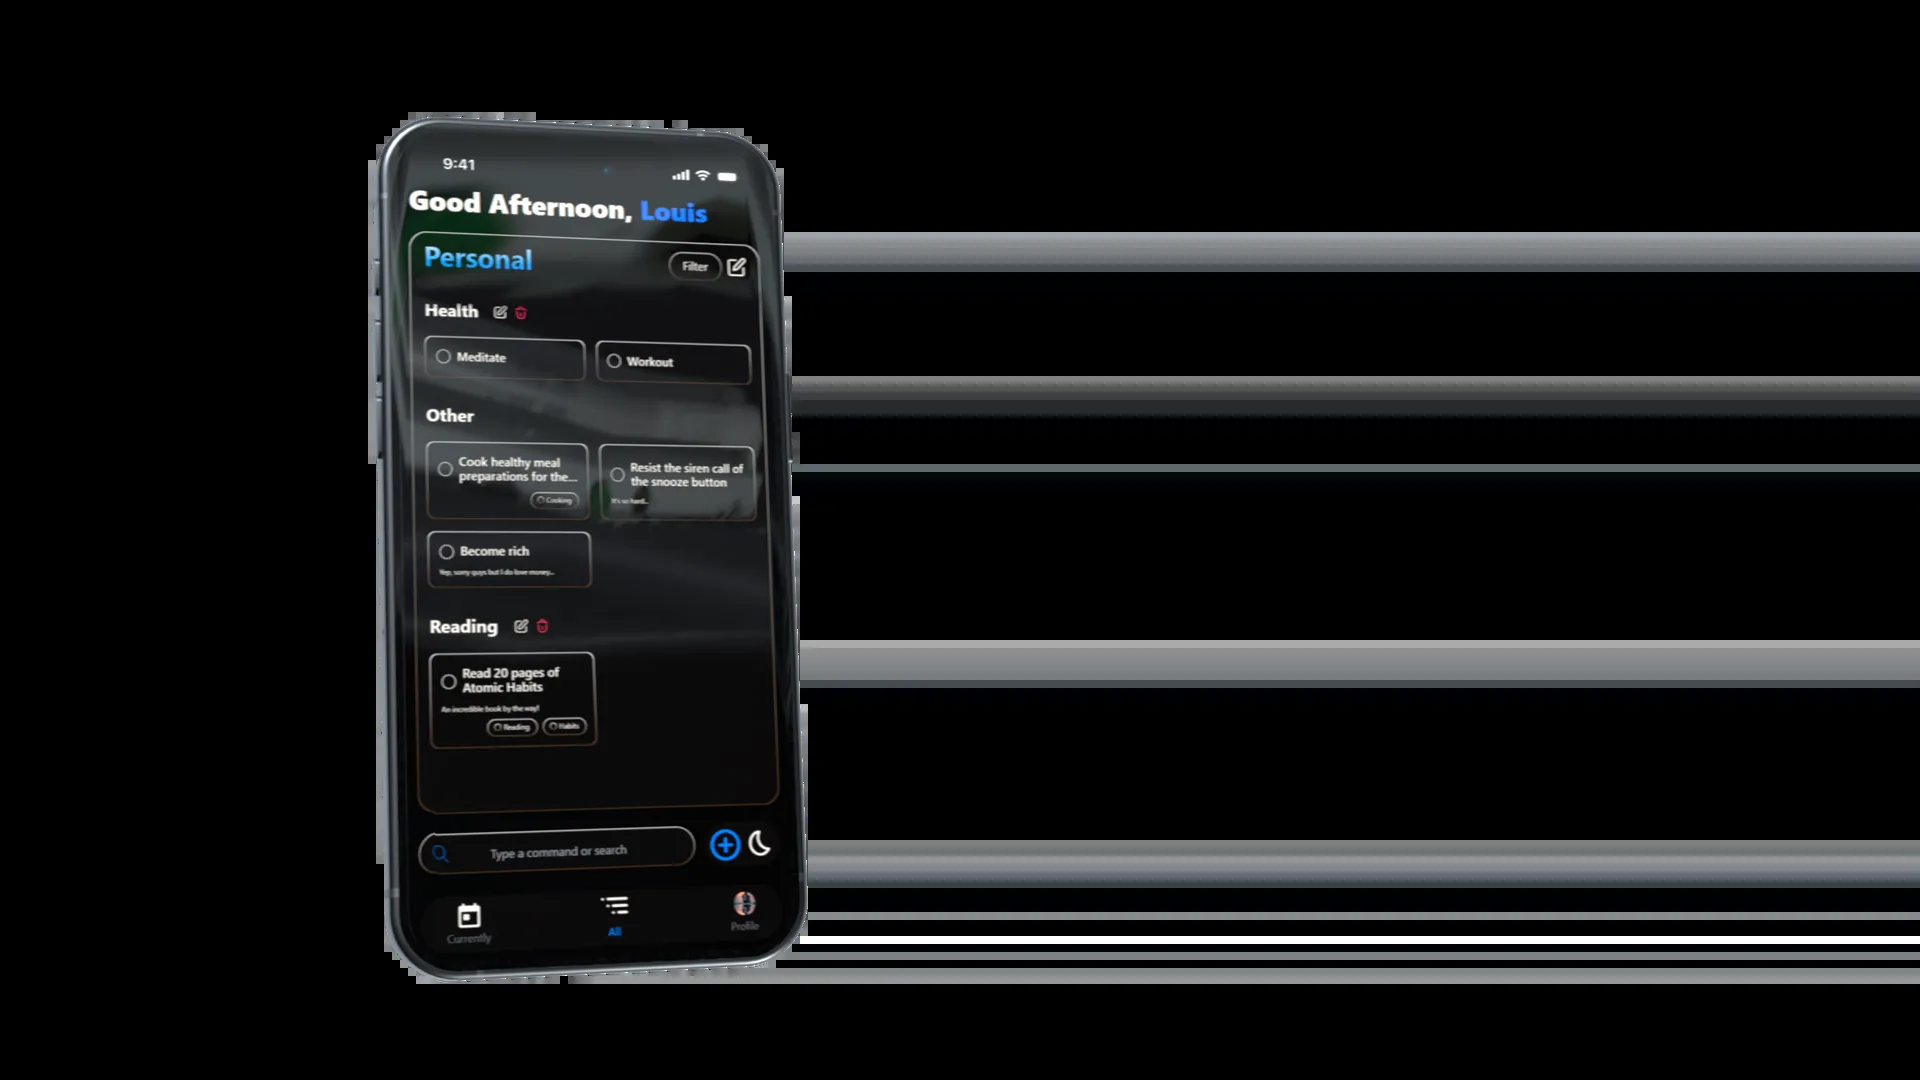 9:41
Good Afternoon, Louis
Personal
Filter
Health
Meditate
Workout
Other
Cook healthy meal
preparations for the...
Cooking
Resist the siren call of
the snooze button
It's so hard...
Become rich
Yep, sorry guys but I do love money...
Reading
Read 20 pages of
Atomic Habits
An incredible book by the way!
Reading
Habits
Type a command or search
Currently
All
Profile